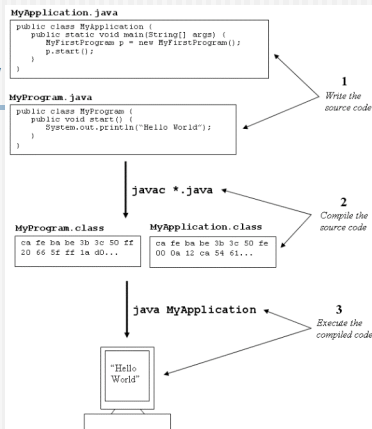 MyApplication.java
public class MyApplication {
public static void main(String[] args) {
MyFirstProgram p = new MyFirstProgram();
p.start();
}
}
1
Write the
source code
MyProgram.java
public class MyProgram {
public void start() {
System.out.println("Hello World");
}
}
javac *.java
2
Compile the
source code
MyProgram.class
ca fe ba be 3b 3c 50 ff
20 66 5f ff 1a d0...
MyApplication.class
ca fe ba be 3b 3c 50 fe
00 0a 12 ca 54 61...
java MyApplication
3
Execute the
compiled code
"Hello
World"